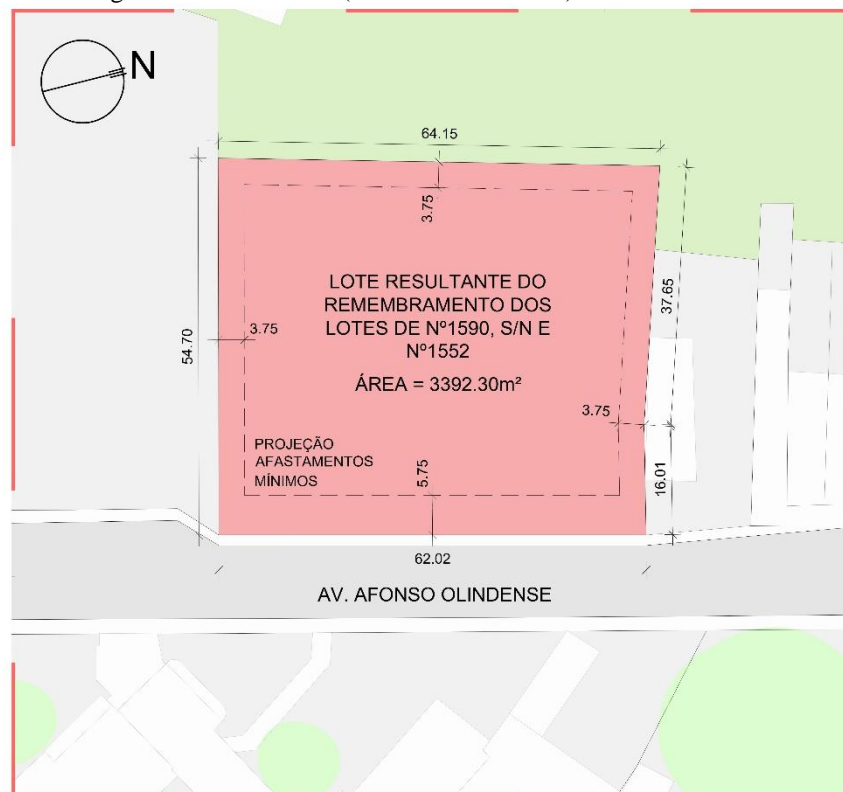 N
64.15
3.75
LOTE RESULTANTE DO
REMEMBRAMENTO DOS
LOTES DE Nº1590, S/N E
Nº1552
ÁREA = 3392.30m²
3.75
54.70
37.65
3.75
PROJEÇÃO
AFASTAMENTOS
MÍNIMOS
5.75
16.01
62.02
AV. AFONSO OLINDENSE